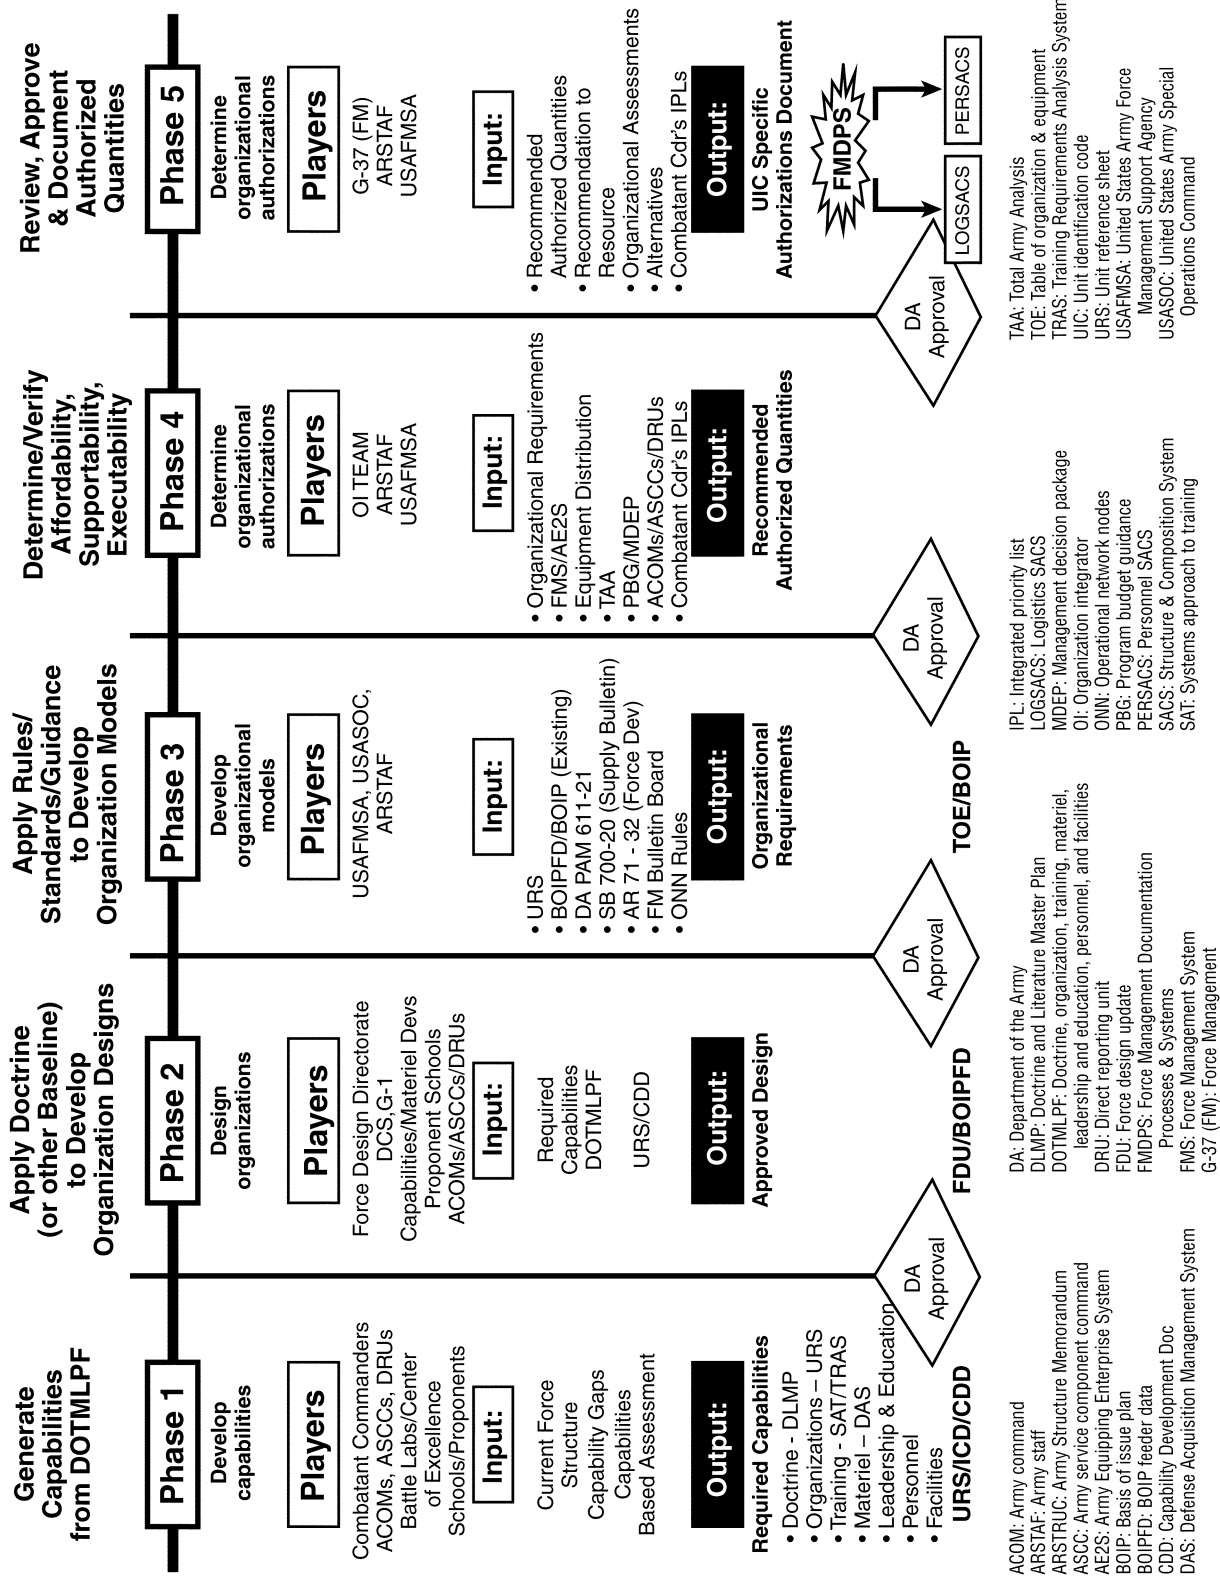 Generate
Capabilities
from DOTMLPF
Phase 1
Develop
capabilities
Players
Combatant Commanders
ACOMs, ASCCs, DRUs
Battle Labs/Center
of Excellence
Schools/Proponents
Input:
Current Force
Structure
Capability Gaps
Capabilities
Based Assessment
Output:
Required Capabilities
• Doctrine - DLMP
• Organizations – URS
• Training - SAT/TRAS
• Materiel – DAS
• Leadership & Education
• Personnel
• Facilities
URS/ICD/CDD
DA
Approval
Apply Doctrine
(or other Baseline)
to Develop
Organization Designs
Phase 2
Design
organizations
Players
Force Design Directorate
DCS,G-1
Capabilities/Materiel Devs
Proponent Schools
ACOMs/ASCCs/DRUs
Input:
Required
Capabilities
DOTMLPF
URS/CDD
Output:
Approved Design
FDU/BOIPFD
DA
Approval
Apply Rules/
Standards/Guidance
to Develop
Organization Models
Phase 3
Develop
organizational
models
Players
USAFMSA, USASOC,
ARSTAF
Input:
• URS
• BOIPFD/BOIP (Existing)
• DA PAM 611-21
• SB 700-20 (Supply Bulletin)
• AR 71 - 32 (Force Dev)
• FM Bulletin Board
• ONN Rules
Output:
Organizational
Requirements
TOE/BOIP
DA
Approval
Determine/Verify
Affordability,
Supportability,
Executability
Phase 4
Determine
organizational
authorizations
Players
OI TEAM
ARSTAF
USAFMSA
Input:
• Organizational Requirements
• FMS/AE2S
• Equipment Distribution
• TAA
• PBG/MDEP
• ACOMs/ASCCs/DRUs
• Combatant Cdr's IPLs
Output:
Recommended
Authorized Quantities
DA
Approval
Review, Approve
& Document
Authorized
Quantities
Phase 5
Determine
organizational
authorizations
Players
G-37 (FM)
ARSTAF
USAFMSA
Input:
• Recommended
Authorized Quantities
• Recommendation to
Resource
• Organizational Assessments
• Alternatives
• Combatant Cdr's IPLs
Output:
UIC Specific
Authorizations Document
FMDPS
LOGSACS
PERSACS
ACOM: Army command
ARSTAF: Army staff
ARSTRUC: Army Structure Memorandum
ASCC: Army service component command
AE2S: Army Equipping Enterprise System
BOIP: Basis of issue plan
BOIPFD: BOIP feeder data
CDD: Capability Development Doc
DAS: Defense Acquisition Management System
DA: Department of the Army
DLMP: Doctrine and Literature Master Plan
DOTMLPF: Doctrine, organization, training, materiel,
leadership and education, personnel, and facilities
DRU: Direct reporting unit
FDU: Force design update
FMDPS: Force Management Documentation
Processes & Systems
FMS: Force Management System
G-37 (FM): Force Management
IPL: Integrated priority list
LOGSACS: Logistics SACS
MDEP: Management decision package
OI: Organization integrator
ONN: Operational network nodes
PBG: Program budget guidance
PERSACS: Personnel SACS
SACS: Structure & Composition System
SAT: Systems approach to training
TAA: Total Army Analysis
TOE: Table of organization & equipment
TRAS: Training Requirements Analysis System
UIC: Unit identification code
URS: Unit reference sheet
USAFMSA: United States Army Force
Management Support Agency
USASOC: United States Army Special
Operations Command